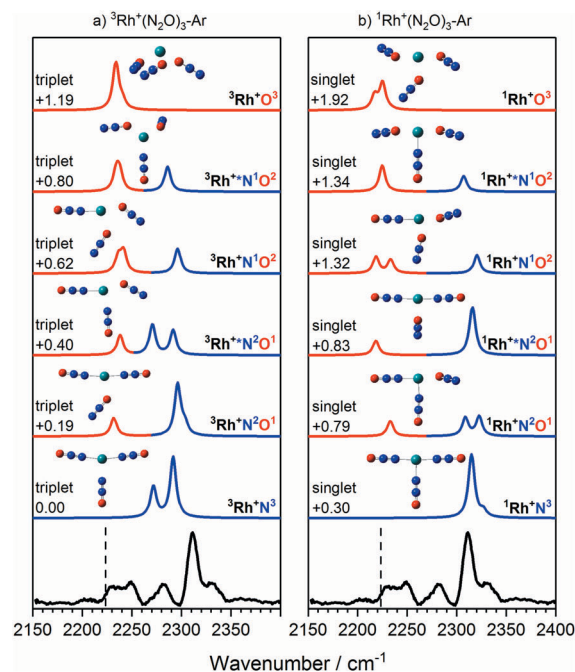 a) ³Rh⁺(N₂O)₃-Ar
b) ¹Rh⁺(N₂O)₃-Ar
triplet
+1.19
³Rh⁺O³
singlet
+1.92
¹Rh⁺O³
triplet
+0.80
³Rh⁺*N¹O²
singlet
+1.34
¹Rh⁺*N¹O²
triplet
+0.62
³Rh⁺N¹O²
singlet
+1.32
¹Rh⁺N¹O²
triplet
+0.40
³Rh⁺*N²O¹
singlet
+0.83
¹Rh⁺*N²O¹
triplet
+0.19
³Rh⁺N²O¹
singlet
+0.79
¹Rh⁺N²O¹
triplet
0.00
³Rh⁺N³
singlet
+0.30
¹Rh⁺N³
2150 2200 2250 2300 2350
2150 2200 2250 2300 2350 2400
Wavenumber / cm⁻¹